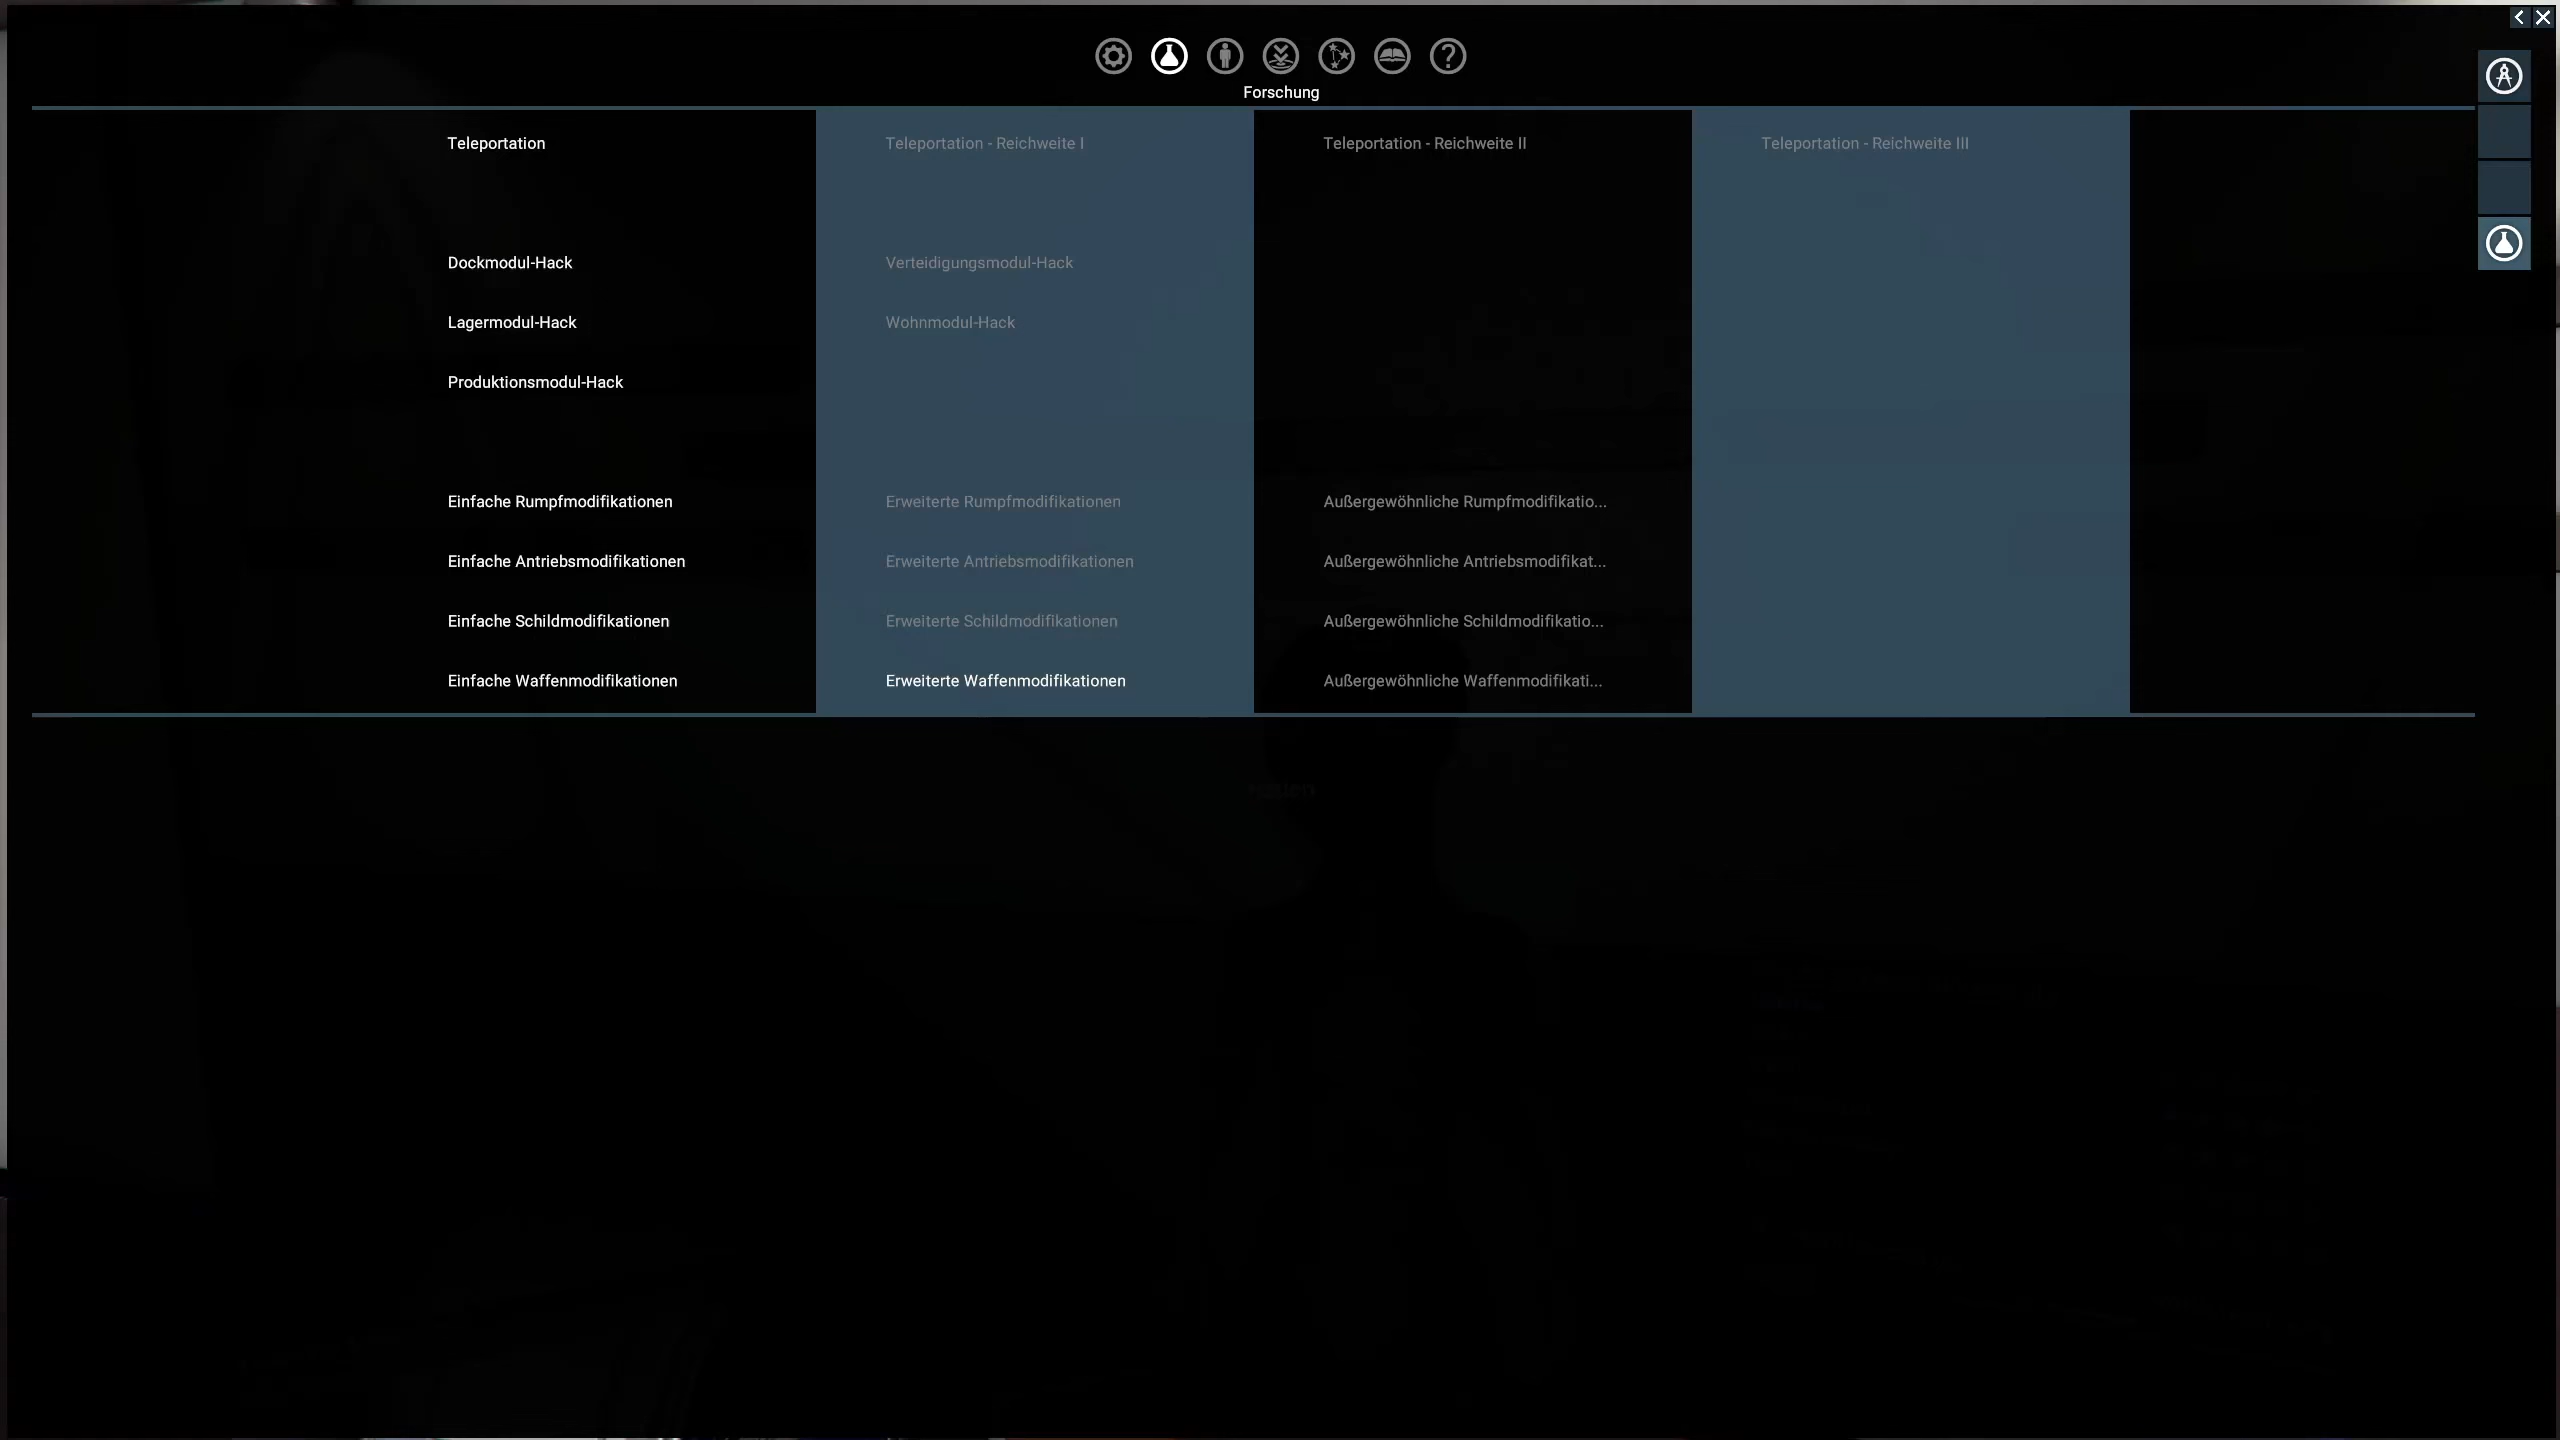 Forschung
Teleportation
Teleportation - Reichweite I
Teleportation - Reichweite II
Teleportation - Reichweite III
Dockmodul-Hack
Verteidigungsmodul-Hack
Lagermodul-Hack
Wohnmodul-Hack
Produktionsmodul-Hack
Einfache Rumpfmodifikationen
Erweiterte Rumpfmodifikationen
Außergewöhnliche Rumpfmodifikatio...
Einfache Antriebsmodifikationen
Erweiterte Antriebsmodifikationen
Außergewöhnliche Antriebsmodifikat...
Einfache Schildmodifikationen
Erweiterte Schildmodifikationen
Außergewöhnliche Schildmodifikatio...
Einfache Waffenmodifikationen
Erweiterte Waffenmodifikationen
Außergewöhnliche Waffenmodifikati...